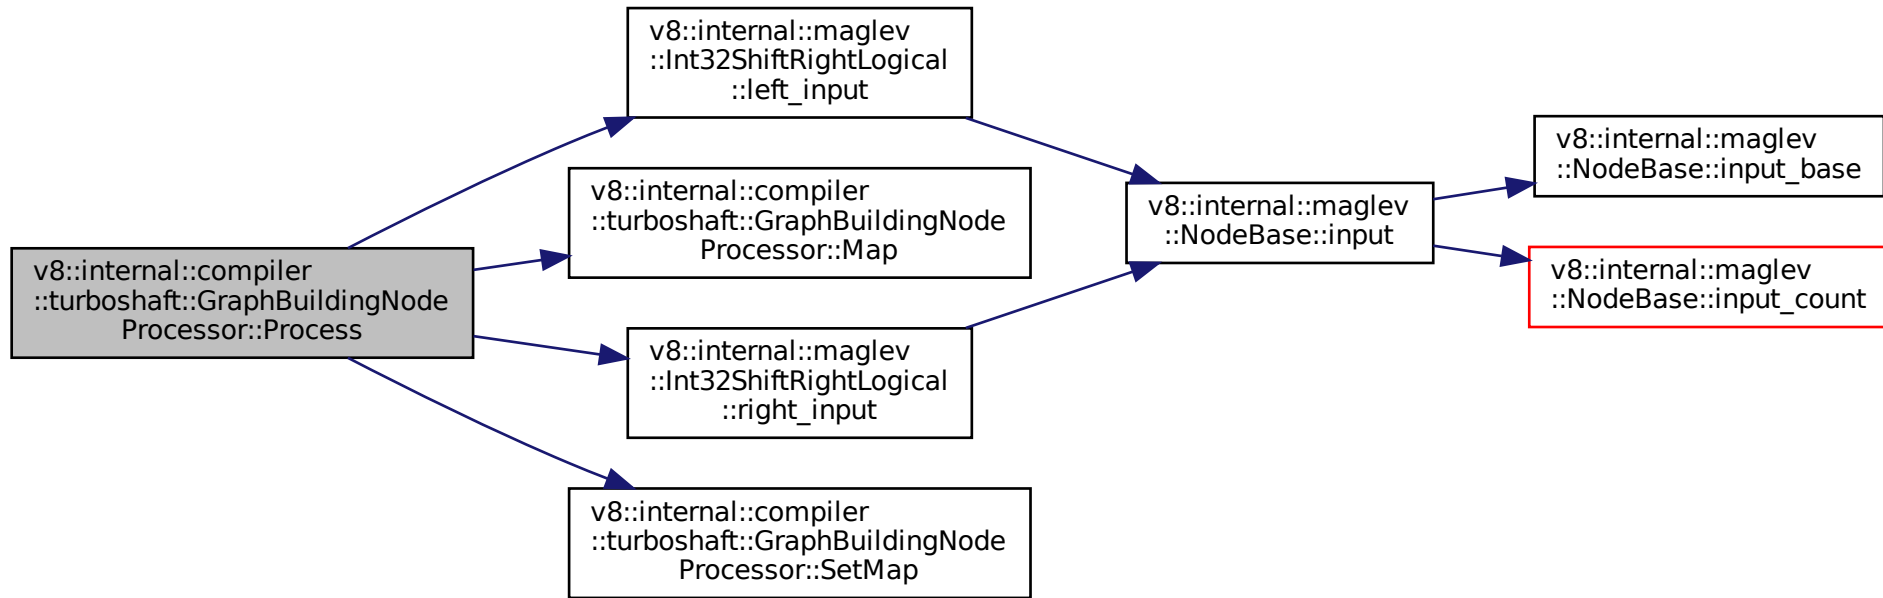 v8::internal::compiler
::turboshaft::GraphBuildingNode
Processor::Process
v8::internal::maglev
::Int32ShiftRightLogical
::left_input
v8::internal::compiler
::turboshaft::GraphBuildingNode
Processor::Map
v8::internal::maglev
::Int32ShiftRightLogical
::right_input
v8::internal::compiler
::turboshaft::GraphBuildingNode
Processor::SetMap
v8::internal::maglev
::NodeBase::input
v8::internal::maglev
::NodeBase::input_base
v8::internal::maglev
::NodeBase::input_count